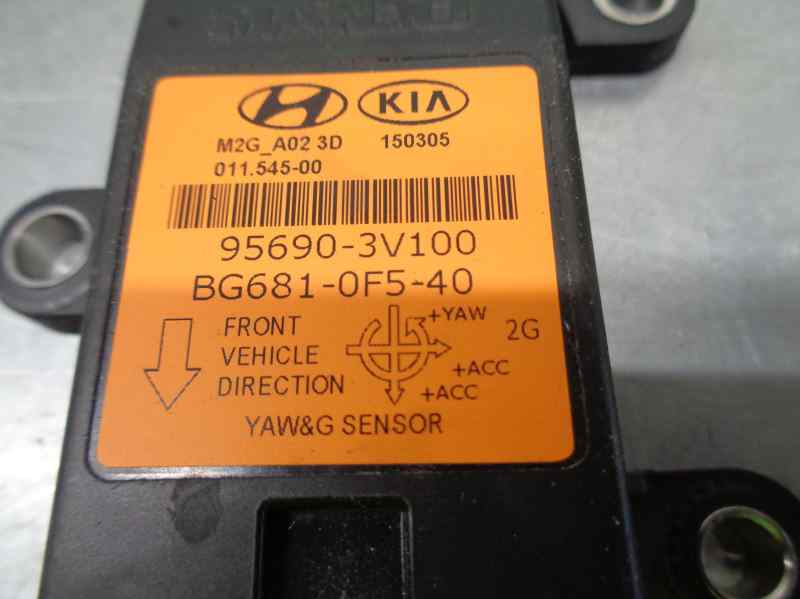 KIA
M2G_A02 3D 150305
011.545-00
95690-3V100
BG681-0F5-40
FRONT
VEHICLE
DIRECTION
+YAW
2G
+ACC
+ACC
YAW&G SENSOR